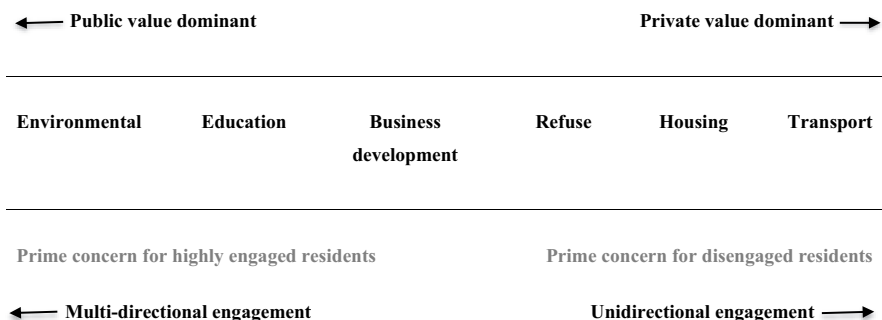 Public value dominant Private value dominant
Environmental Education Business development Refuse Housing Transport
Prime concern for highly engaged residents Prime concern for disengaged residents
Multi-directional engagement Unidirectional engagement